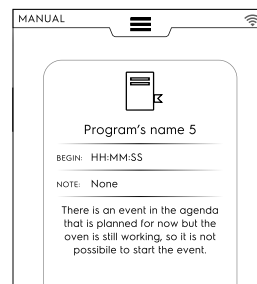 MANUAL
Program's name 5
BEGIN: HH:MM:SS
NOTE: None
There is an event in the agenda
that is planned for now but the
oven is still working, so it is not
possibile to start the event.